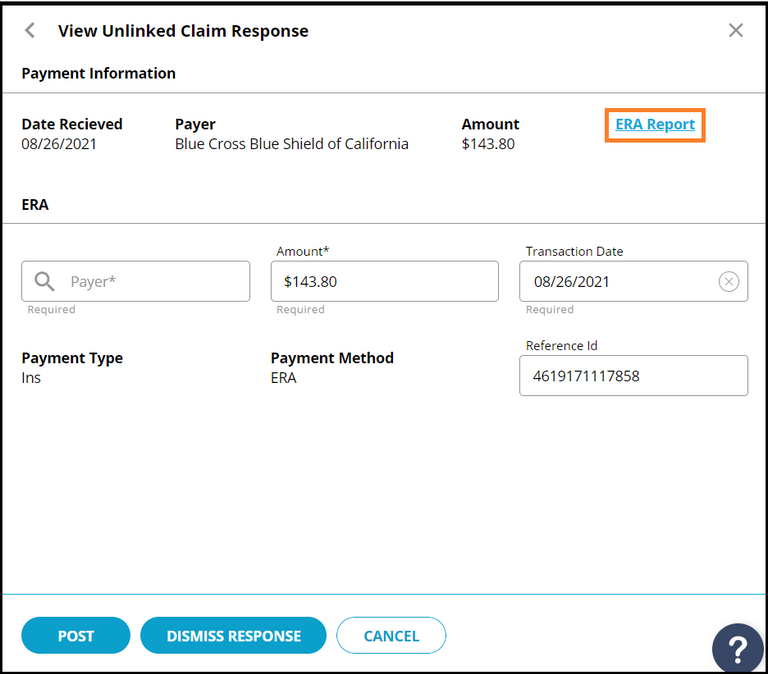 View Unlinked Claim Response
Payment Information
Date Recieved Payer Amount ERA Report
08/26/2021 Blue Cross Blue Shield of California $143.80
ERA
Amount* Transaction Date
Payer* $143.80 08/26/2021
Required Required Required
Reference Id
Payment Type Payment Method
Ins ERA 4619171117858
POST DISMISS RESPONSE CANCEL ?